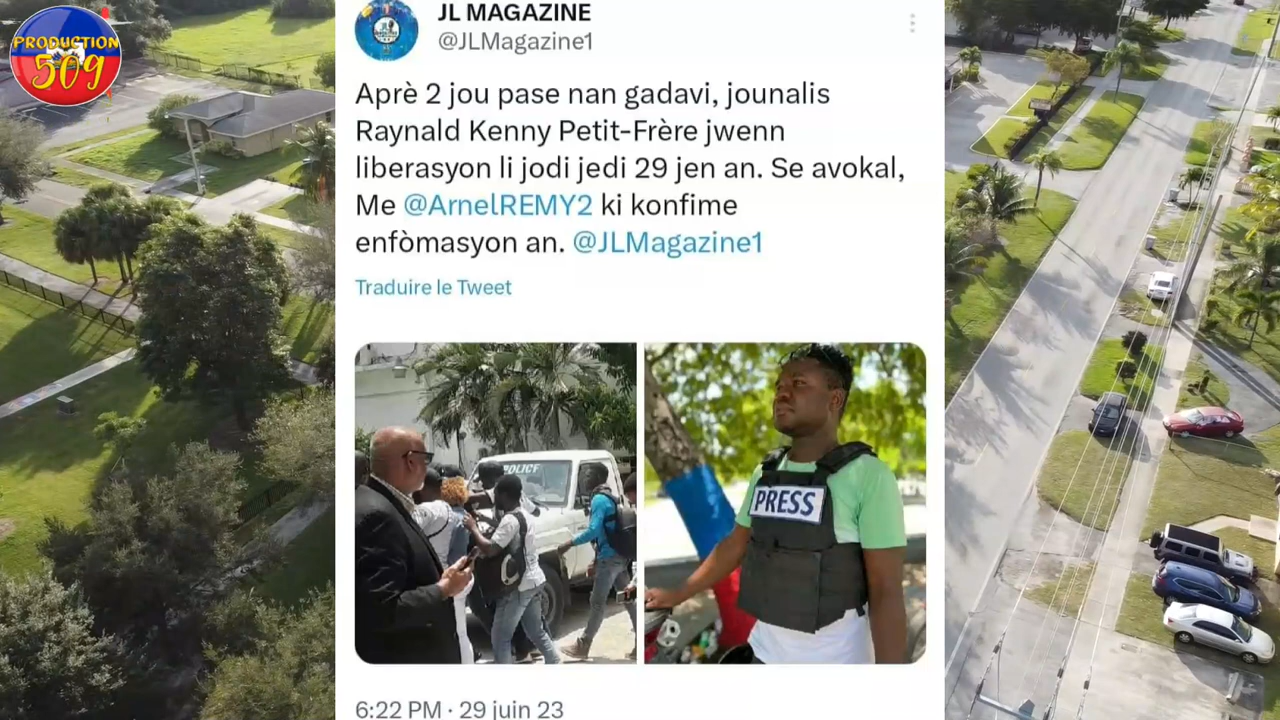 PRODUCTION
509
JL MAGAZINE
@JLMagazine1
Aprè 2 jou pase nan gadavi, jounalis
Raynald Kenny Petit-Frère jwenn
liberasyon li jodi jedi 29 jen an. Se avokal,
Me @ArnelREMY2 ki konfime
enfòmasyon an. @JLMagazine1
Traduire le Tweet
POLICE
PRESS
6:22 PM · 29 juin 23